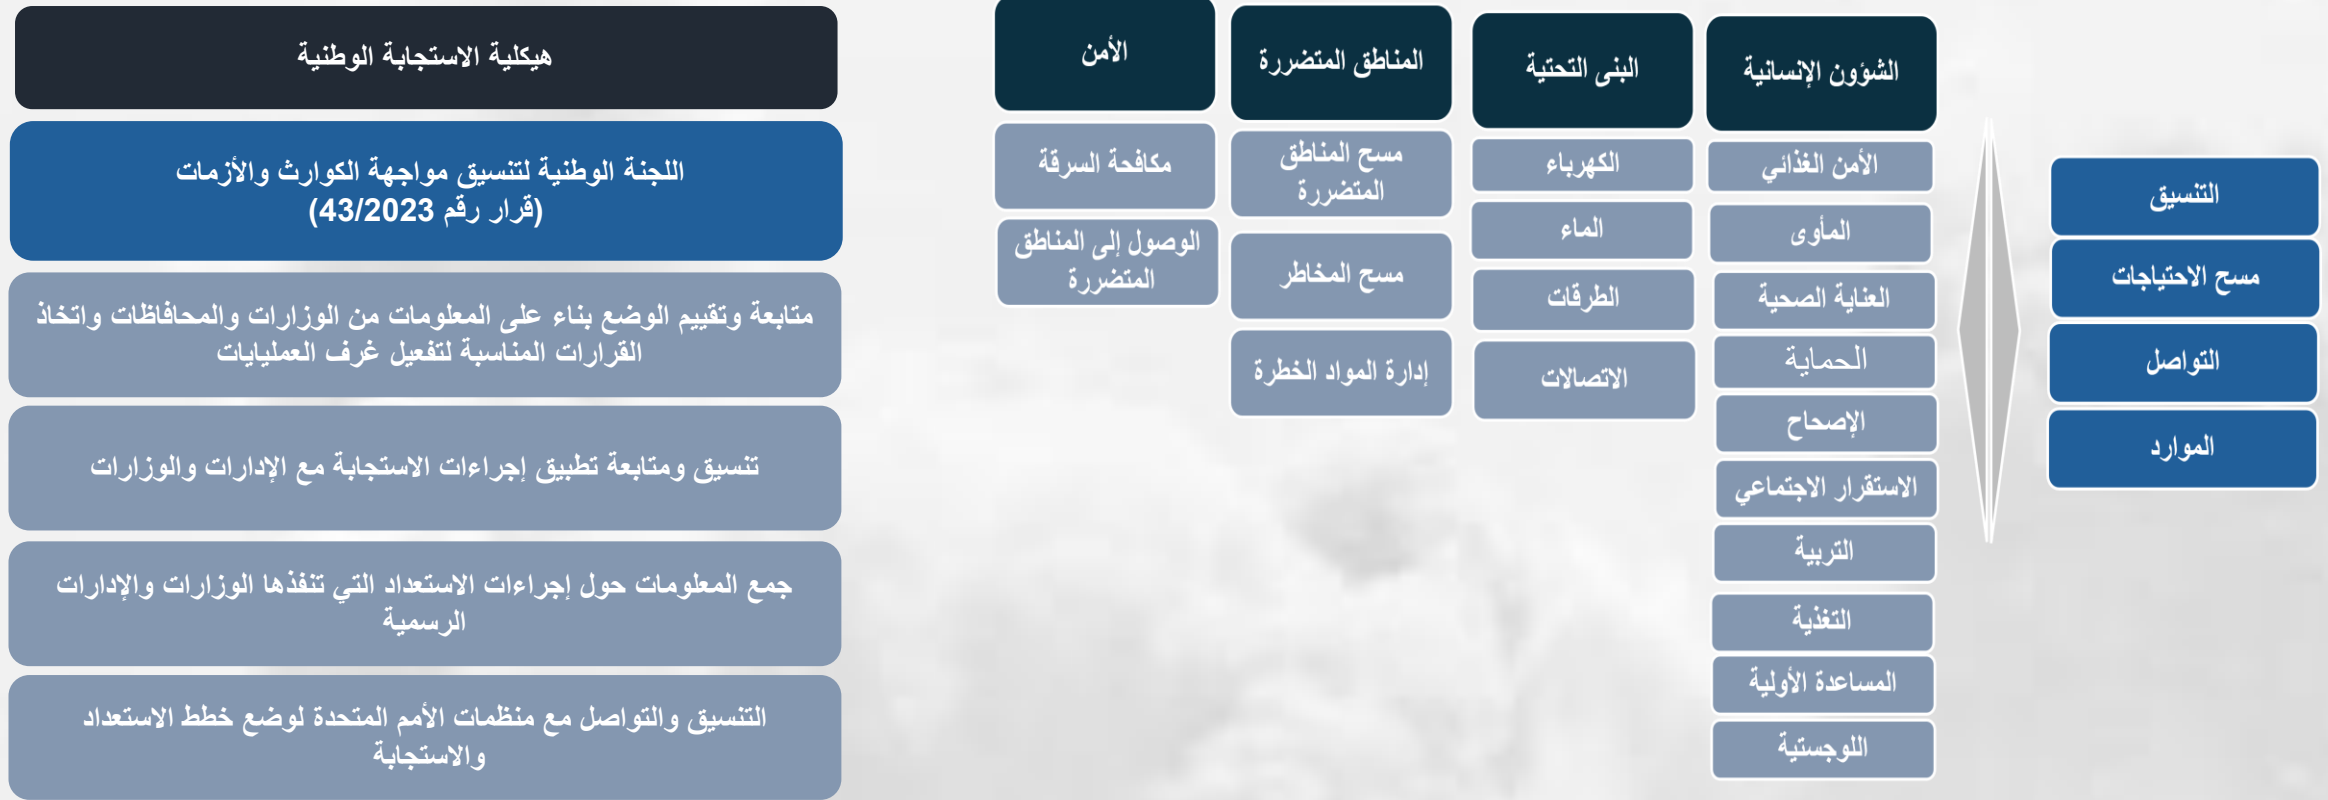 التنسيق
مسح الاحتياجات
التواصل
الموارد
الشؤون الإنسانية
الأمن الغذائي
المأوى
العناية الصحية
الحماية
الإصحاح
الاستقرار الاجتماعي
التربية
التغذية
المساعدة الأولية
اللوجستية
البنى التحتية
الكهرباء
الماء
الطرقات
الاتصالات
المناطق المتضررة
مسح المناطق
المتضررة
مسح المخاطر
إدارة المواد الخطرة
الأمن
مكافحة السرقة
الوصول إلى المناطق
المتضررة
هيكلية الاستجابة الوطنية
اللجنة الوطنية لتنسيق مواجهة الكوارث والأزمات
(قرار رقم 43/2023)
متابعة وتقييم الوضع بناء على المعلومات من الوزارات والمحافظات واتخاذ
القرارات المناسبة لتفعيل غرف العمليايات
تنسيق ومتابعة تطبيق إجراءات الاستجابة مع الإدارات والوزارات
جمع المعلومات حول إجراءات الاستعداد التي تنفذها الوزارات والإدارات
الرسمية
التنسيق والتواصل مع منظمات الأمم المتحدة لوضع خطط الاستعداد
والاستجابة